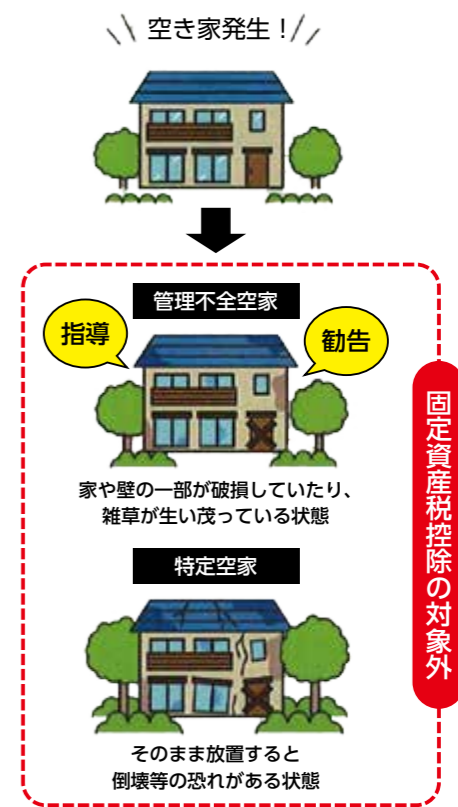 空き家発生！
管理不全空家
指導
勧告
家や壁の一部が破損していたり、
雑草が生い茂っている状態
特定空家
そのまま放置すると
倒壊等の恐れがある状態
固定資産税控除の対象外